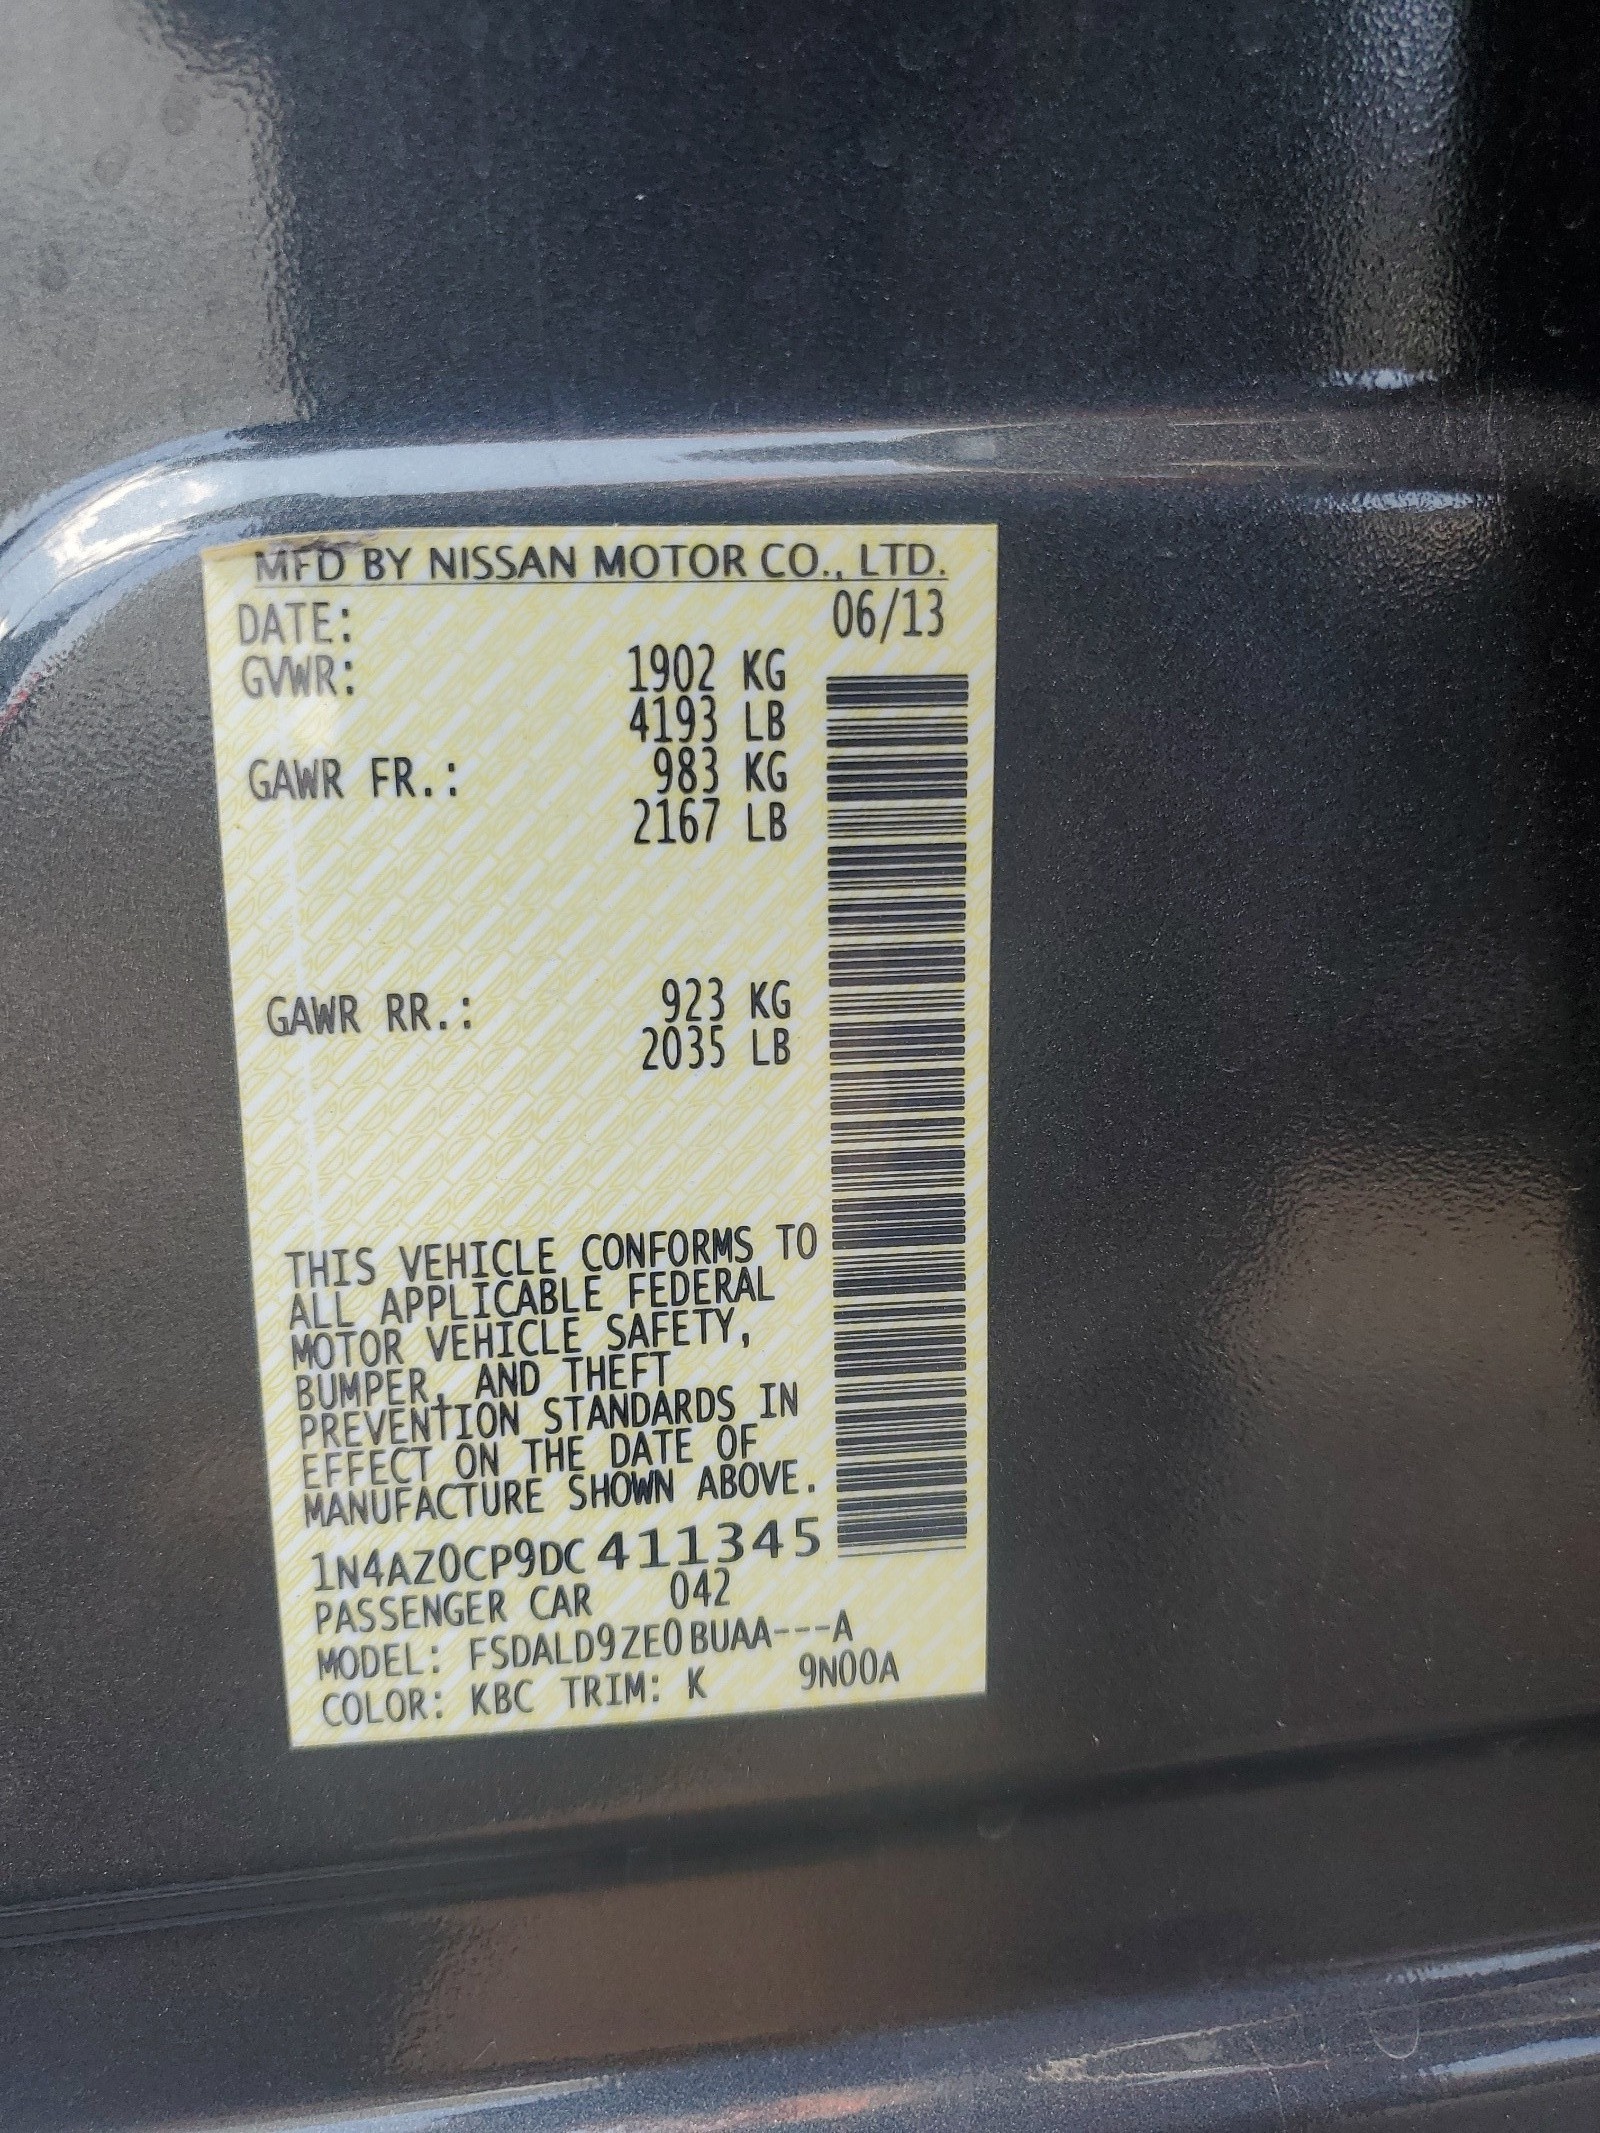 MFD BY NISSAN MOTOR CO., LTD.
DATE: 06/13
GVWR: 1902 KG
4193 LB
GAWR FR.: 983 KG
2167 LB
GAWR RR.: 923 KG
2035 LB
THIS VEHICLE CONFORMS TO
ALL APPLICABLE FEDERAL
MOTOR VEHICLE SAFETY,
BUMPER, AND THEFT
PREVENTION STANDARDS IN
EFFECT ON THE DATE OF
MANUFACTURE SHOWN ABOVE.
1N4AZ0CP9DC 411345
PASSENGER CAR 042
MODEL: FSDALD9ZE0BUAA---A
COLOR: KBC TRIM: K 9N00A